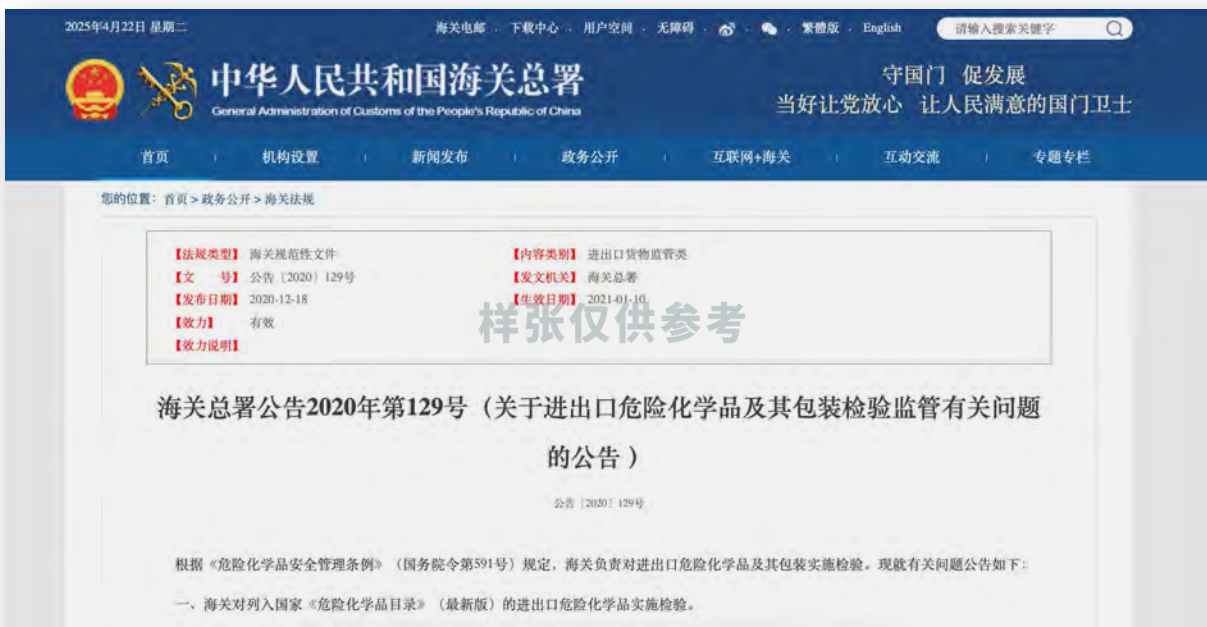 2025年4月22日 星期二
海关电邮 · 下载中心 · 用户空间 · 无障碍 · · · 繁體版 · English
请输入搜索关键字
中华人民共和国海关总署
General Administration of Customs of the People's Republic of China
守国门 促发展
当好让党放心 让人民满意的国门卫士
首页 | 机构设置 | 新闻发布 | 政务公开 | 互联网+海关 | 互动交流 | 专题专栏
您的位置：首页 > 政务公开 > 海关法规
【法规类型】 海关规范性文件 【内容类别】 进出口货物监管类
【文 号】 公告〔2020〕129号 【发文机关】 海关总署
【发布日期】 2020-12-18 【生效日期】 2021-01-10
【效力】 有效
【效力说明】
样张仅供参考
海关总署公告2020年第129号（关于进出口危险化学品及其包装检验监管有关问题
的公告 ）
公告〔2020〕129号
根据《危险化学品安全管理条例》（国务院令第591号）规定，海关负责对进出口危险化学品及其包装实施检验。现就有关问题公告如下：
一、海关对列入国家《危险化学品目录》（最新版）的进出口危险化学品实施检验。